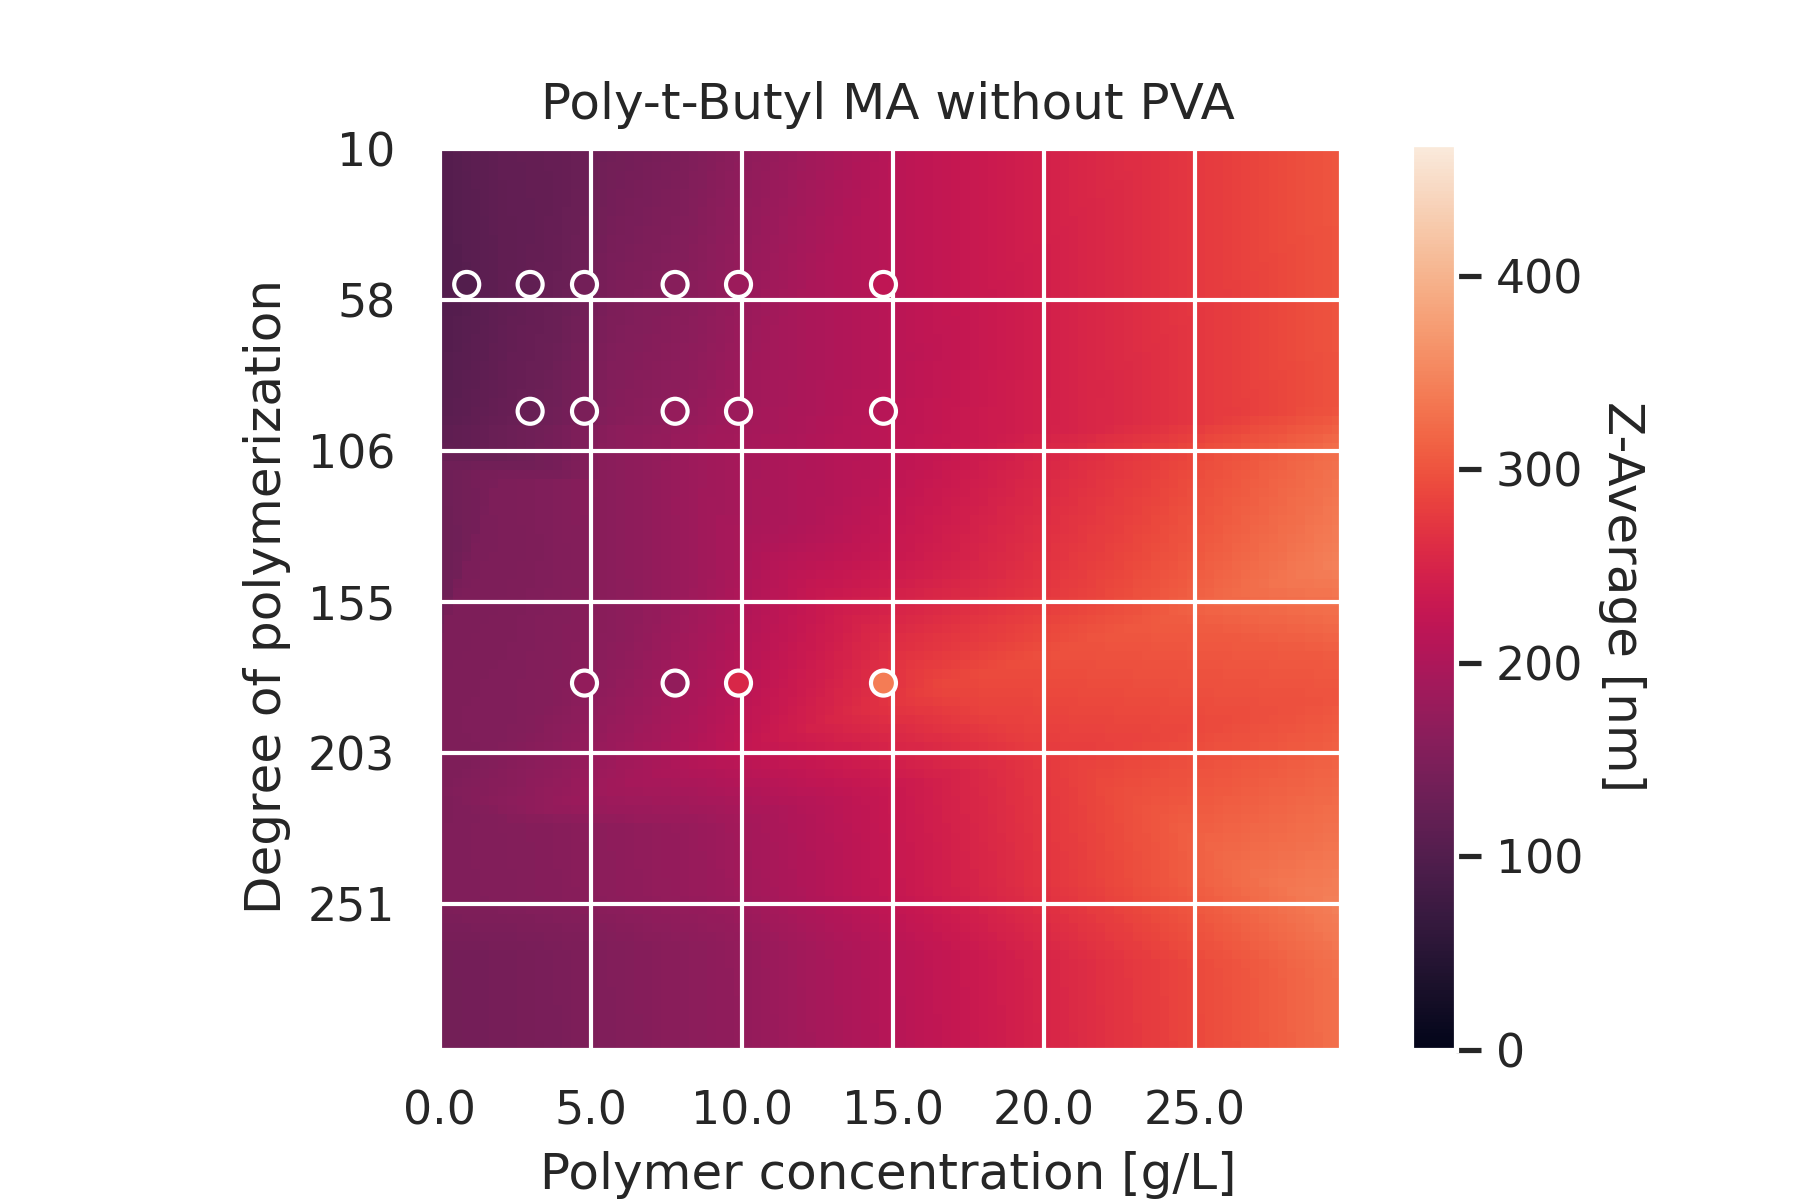 Poly-t-Butyl MA without PVA
10
58
106
155
203
251
Degree of polymerization
0.0 5.0 10.0 15.0 20.0 25.0
Polymer concentration [g/L]
400
300
200
100
0
Z-Average [nm]